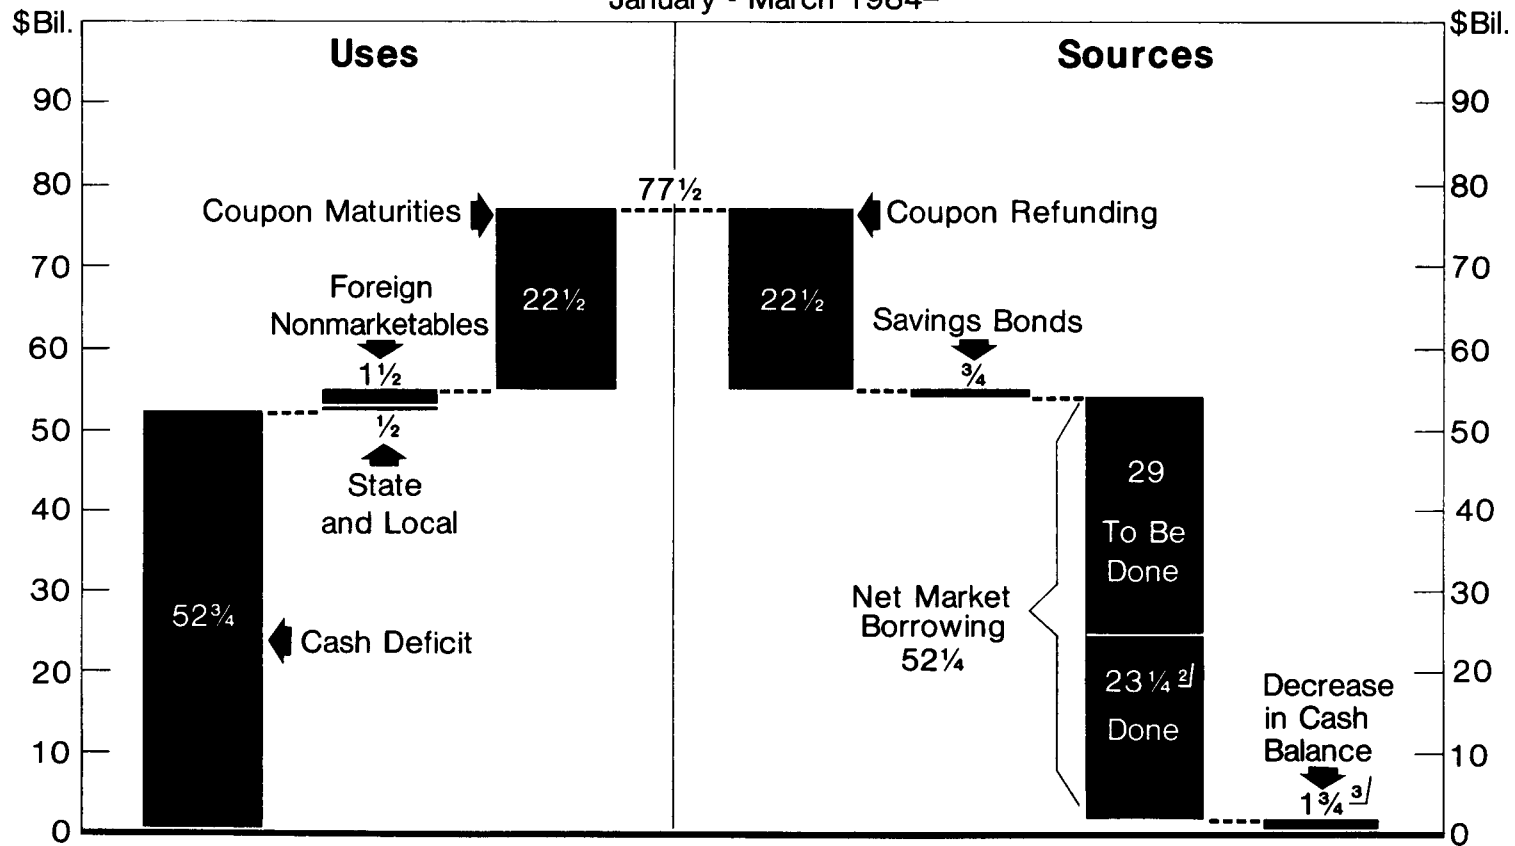 January - March 1984
$Bil.
$Bil.
Uses
Sources
90
80
70
60
50
40
30
20
10
0
90
80
70
60
50
40
30
20
10
0
Coupon Maturities
77½
Coupon Refunding
22½
22½
Foreign
Nonmarketables
1½
½
State
and Local
52¾
Cash Deficit
Savings Bonds
¾
29
To Be
Done
Net Market
Borrowing
52¼
23¼ 2/
Done
Decrease
in Cash
Balance
1¾ 3/